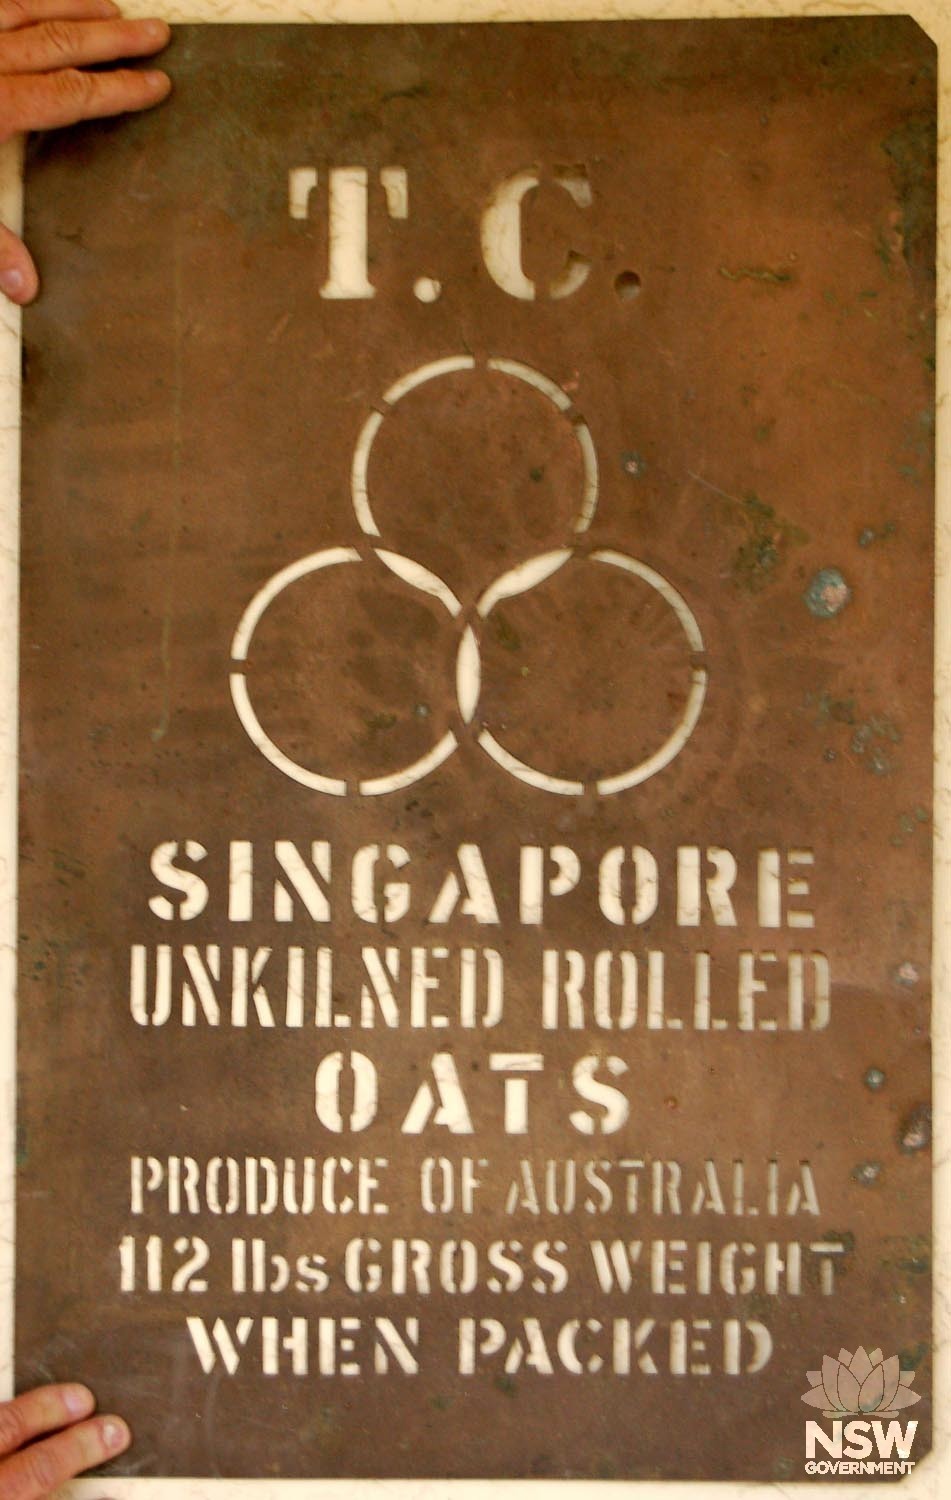 T.C.
SINGAPORE
UNKILNED ROLLED
OATS
PRODUCE OF AUSTRALIA
112 lbs GROSS WEIGHT
WHEN PACKED
NSW
GOVERNMENT